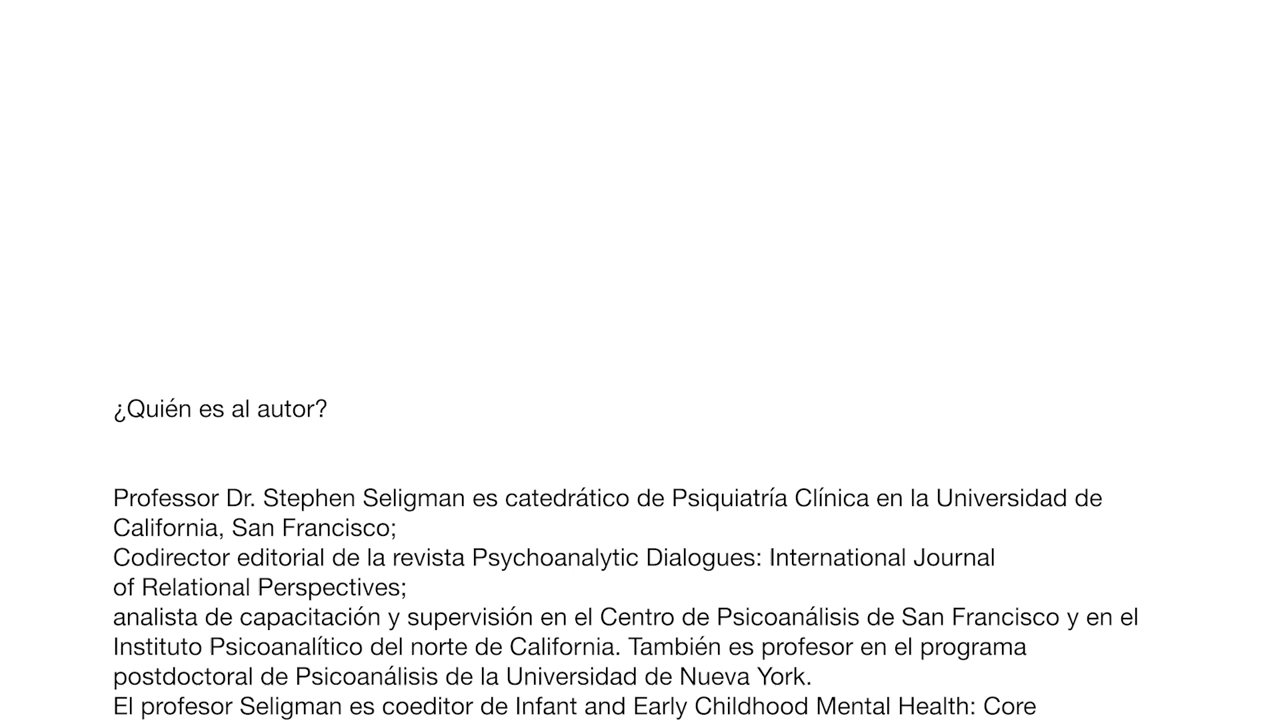 ¿Quién es al autor?
Professor Dr. Stephen Seligman es catedrático de Psiquiatría Clínica en la Universidad de
California, San Francisco;
Codirector editorial de la revista Psychoanalytic Dialogues: International Journal
of Relational Perspectives;
analista de capacitación y supervisión en el Centro de Psicoanálisis de San Francisco y en el
Instituto Psicoanalítico del norte de California. También es profesor en el programa
postdoctoral de Psicoanálisis de la Universidad de Nueva York.
El profesor Seligman es coeditor de Infant and Early Childhood Mental Health: Core